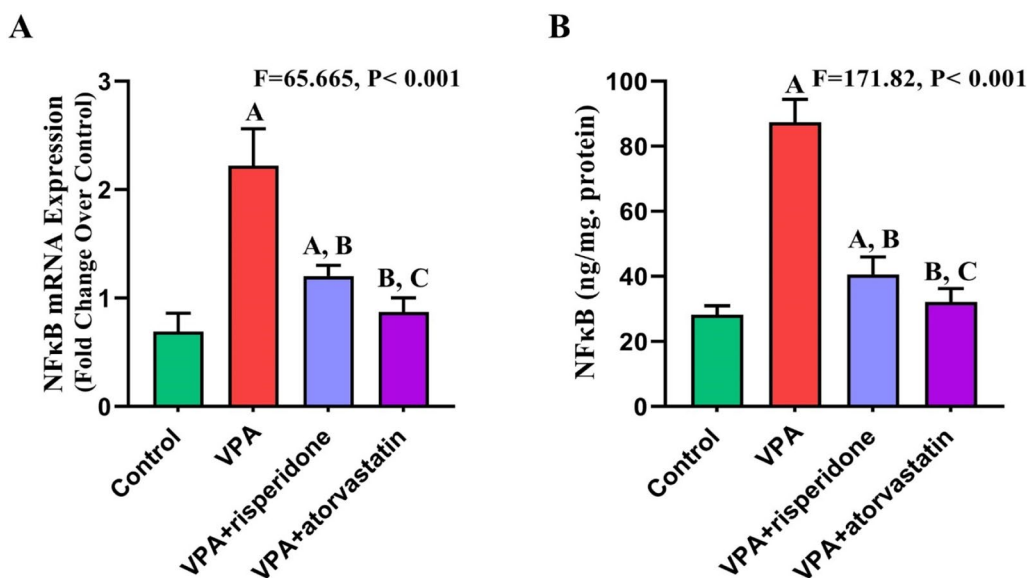 A
F=65.665, P< 0.001
NFκB mRNA Expression
(Fold Change Over Control)
3
2
1
0
A
A, B
B, C
Control
VPA
VPA+risperidone
VPA+atorvastatin
B
F=171.82, P< 0.001
NFκB (ng/mg. protein)
100
80
60
40
20
0
A
A, B
B, C
Control
VPA
VPA+risperidone
VPA+atorvastatin